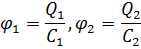 φ₁ = Q₁/C₁, φ₂ = Q₂/C₂